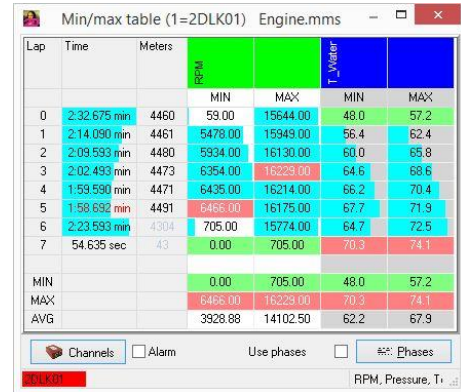 Min/max table (1=2DLK01) Engine.mms
Lap Time Meters RPM T_Water
MIN MAX MIN MAX
0 2:32.675 min 4460 59.00 15644.00 48.0 57.2
1 2:14.090 min 4461 5478.00 15949.00 56.4 62.4
2 2:09.593 min 4480 5934.00 16130.00 60.0 65.8
3 2:02.493 min 4473 6354.00 16229.00 64.6 68.6
4 1:59.590 min 4471 6435.00 16214.00 66.2 70.4
5 1:58.692 min 4491 6466.00 16175.00 67.7 71.9
6 2:23.593 min 4304 705.00 15774.00 64.7 72.5
7 54.635 sec 43 0.00 705.00 70.3 74.1
MIN 0.00 705.00 48.0 57.2
MAX 6466.00 16229.00 70.3 74.1
AVG 3928.88 14102.50 62.2 67.9
Channels Alarm Use phases Phases
2DLK01 RPM, Pressure, T